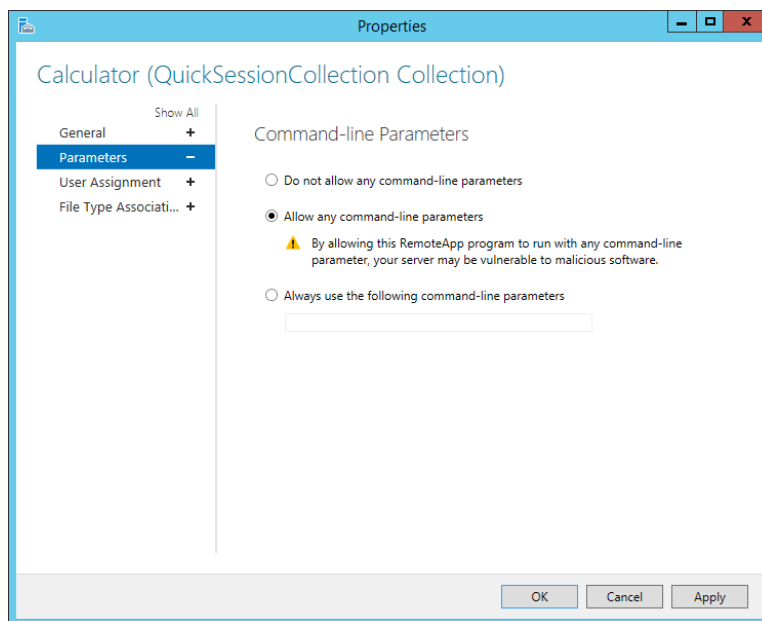 Properties
Calculator (QuickSessionCollection Collection)
Show All
General +
Parameters –
User Assignment +
File Type Associati... +
Command-line Parameters
Do not allow any command-line parameters
Allow any command-line parameters
By allowing this RemoteApp program to run with any command-line
parameter, your server may be vulnerable to malicious software.
Always use the following command-line parameters
OK Cancel Apply